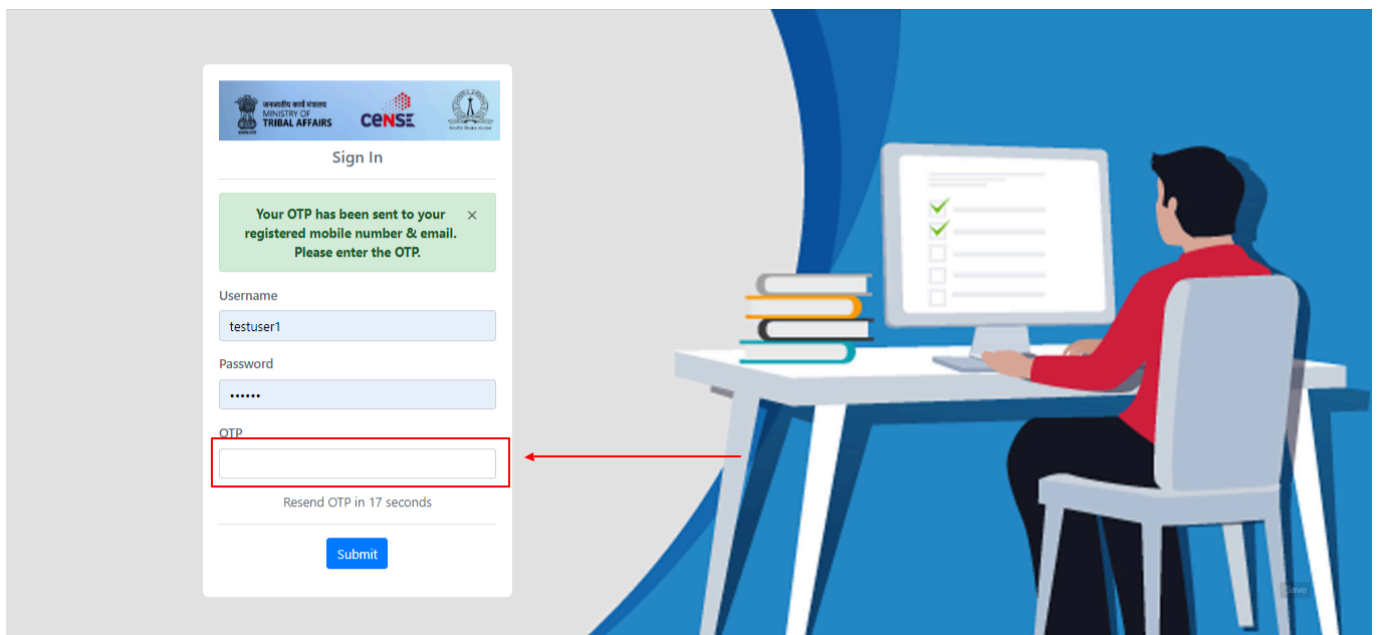 जनजातीय कार्य मंत्रालय
MINISTRY OF
TRIBAL AFFAIRS
CeNSE
Sign In
Your OTP has been sent to your
registered mobile number & email.
Please enter the OTP.
×
Username
testuser1
Password
••••••
OTP
Resend OTP in 17 seconds
Submit
Save